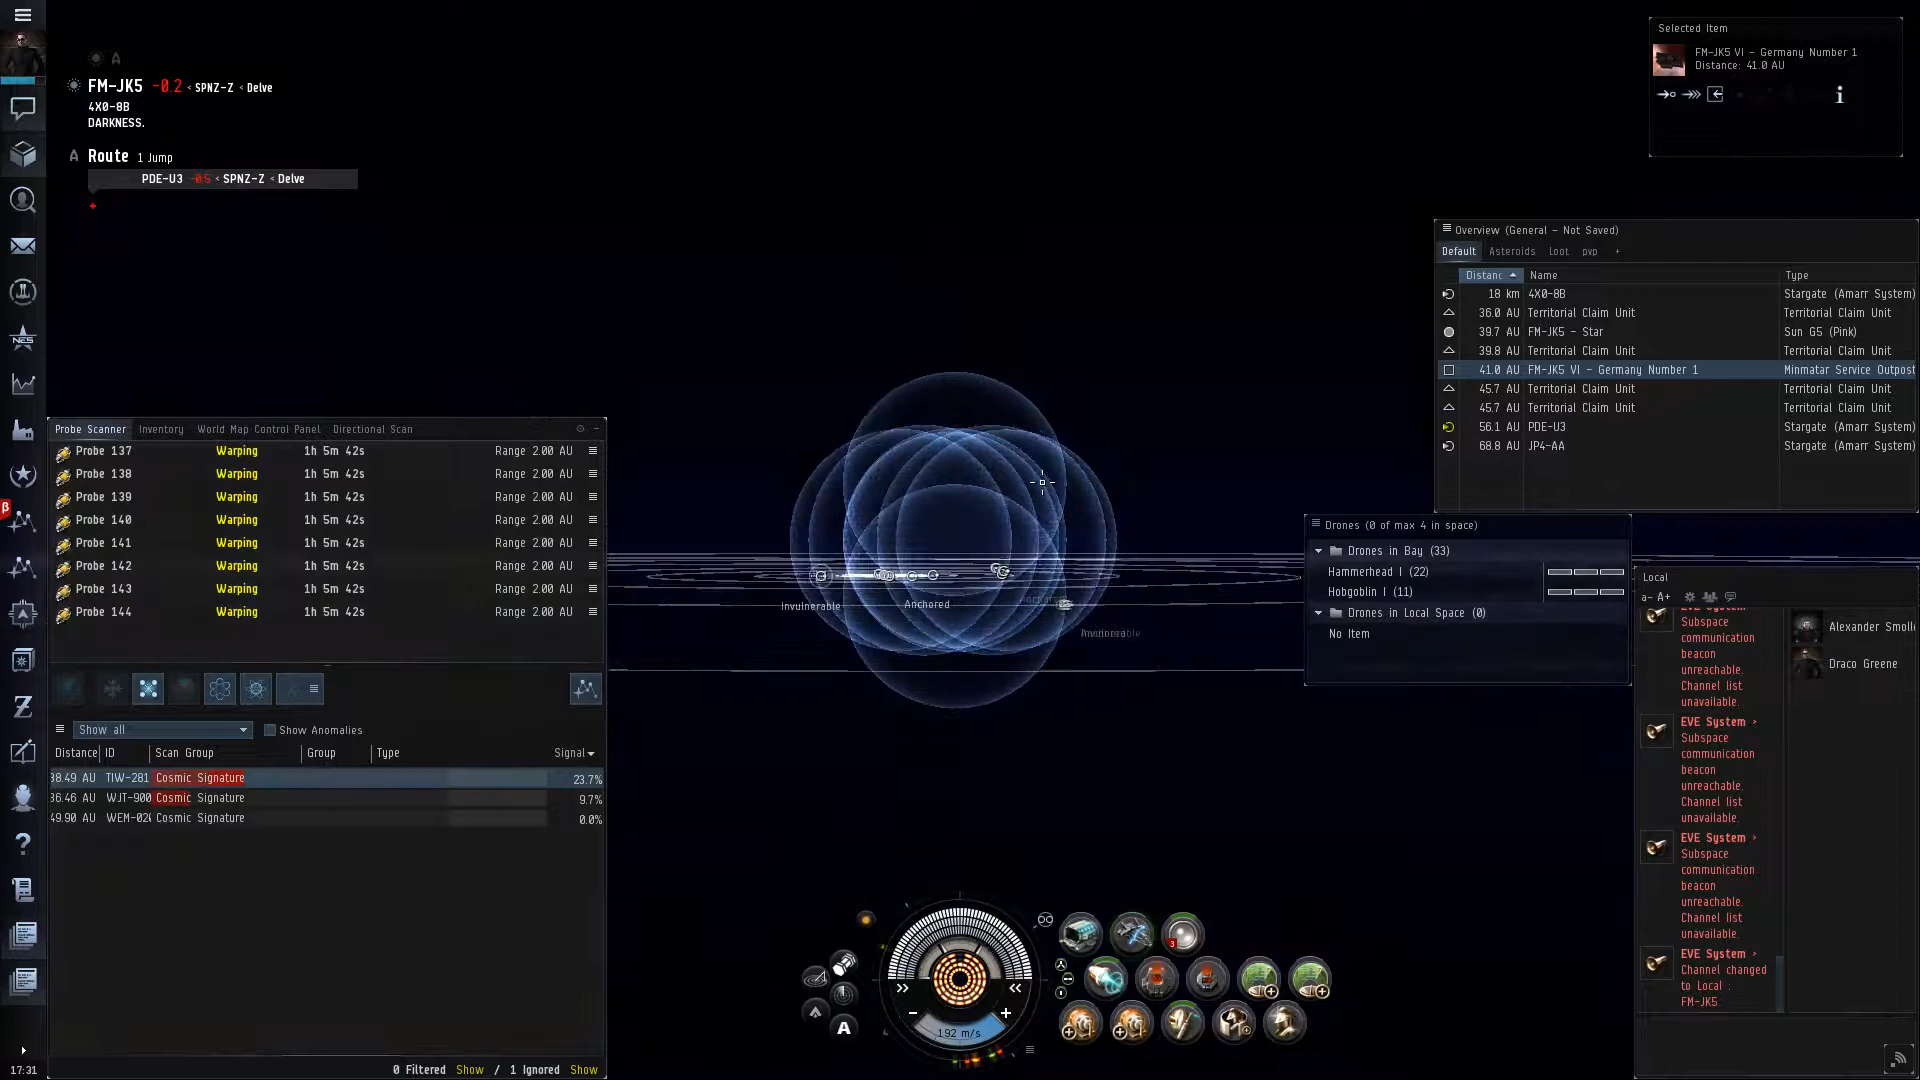 FM-JK5 -0.2 < SPNZ-Z < Delve
4X0-8B
DARKNESS.
Route 1 Jump
PDE-U3 -0.5 < SPNZ-Z < Delve
Selected Item
FM-JK5 VI - Germany Number 1
Distance: 41.0 AU
Overview (General - Not Saved)
Default Asteroids Loot pvp +
Distanc Name Type
18 km 4X0-8B Stargate (Amarr System)
36.0 AU Territorial Claim Unit Territorial Claim Unit
39.7 AU FM-JK5 - Star Sun G5 (Pink)
39.8 AU Territorial Claim Unit Territorial Claim Unit
41.0 AU FM-JK5 VI - Germany Number 1 Minmatar Service Outpost
45.7 AU Territorial Claim Unit Territorial Claim Unit
45.7 AU Territorial Claim Unit Territorial Claim Unit
56.1 AU PDE-U3 Stargate (Amarr System)
68.8 AU JP4-AA Stargate (Amarr System)
Probe Scanner Inventory World Map Control Panel Directional Scan
Probe 137 Warping 1h 5m 42s Range 2.00 AU
Probe 138 Warping 1h 5m 42s Range 2.00 AU
Probe 139 Warping 1h 5m 42s Range 2.00 AU
Probe 140 Warping 1h 5m 42s Range 2.00 AU
Probe 141 Warping 1h 5m 42s Range 2.00 AU
Probe 142 Warping 1h 5m 42s Range 2.00 AU
Probe 143 Warping 1h 5m 42s Range 2.00 AU
Probe 144 Warping 1h 5m 42s Range 2.00 AU
Show all Show Anomalies
Distance ID Scan Group Group Type Signal
38.49 AU TIW-281 Cosmic Signature 23.7%
36.46 AU WJT-900 Cosmic Signature 9.7%
49.90 AU WEM-02 Cosmic Signature 0.0%
0 Filtered Show / 1 Ignored Show
Invulnerable
Anchored
Drones (0 of max 4 in space)
Drones in Bay (33)
Hammerhead I (22)
Hobgoblin I (11)
Drones in Local Space (0)
No Item
Local
a- A+
EVE System >
Subspace
communication
beacon
unreachable.
Channel list
unavailable.
EVE System >
Subspace
communication
beacon
unreachable.
Channel list
unavailable.
EVE System >
Subspace
communication
beacon
unreachable.
Channel list
unavailable.
EVE System >
Channel changed
to Local :
FM-JK5
Alexander Smoll
Draco Greene
192 m/s
A
3
NES
β
17:31